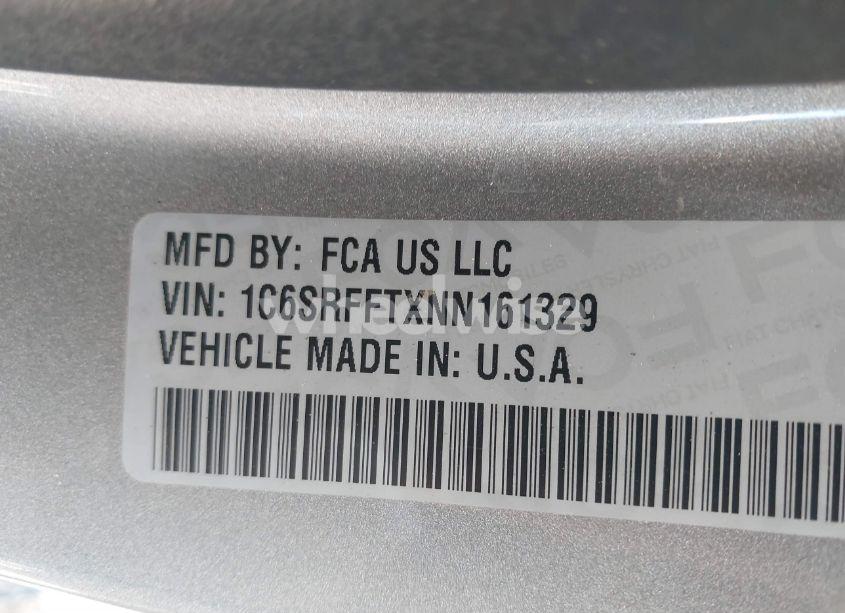 MFD BY: FCA US LLC
VIN: 1C6SRFFTXNN161329
VEHICLE MADE IN: U.S.A.